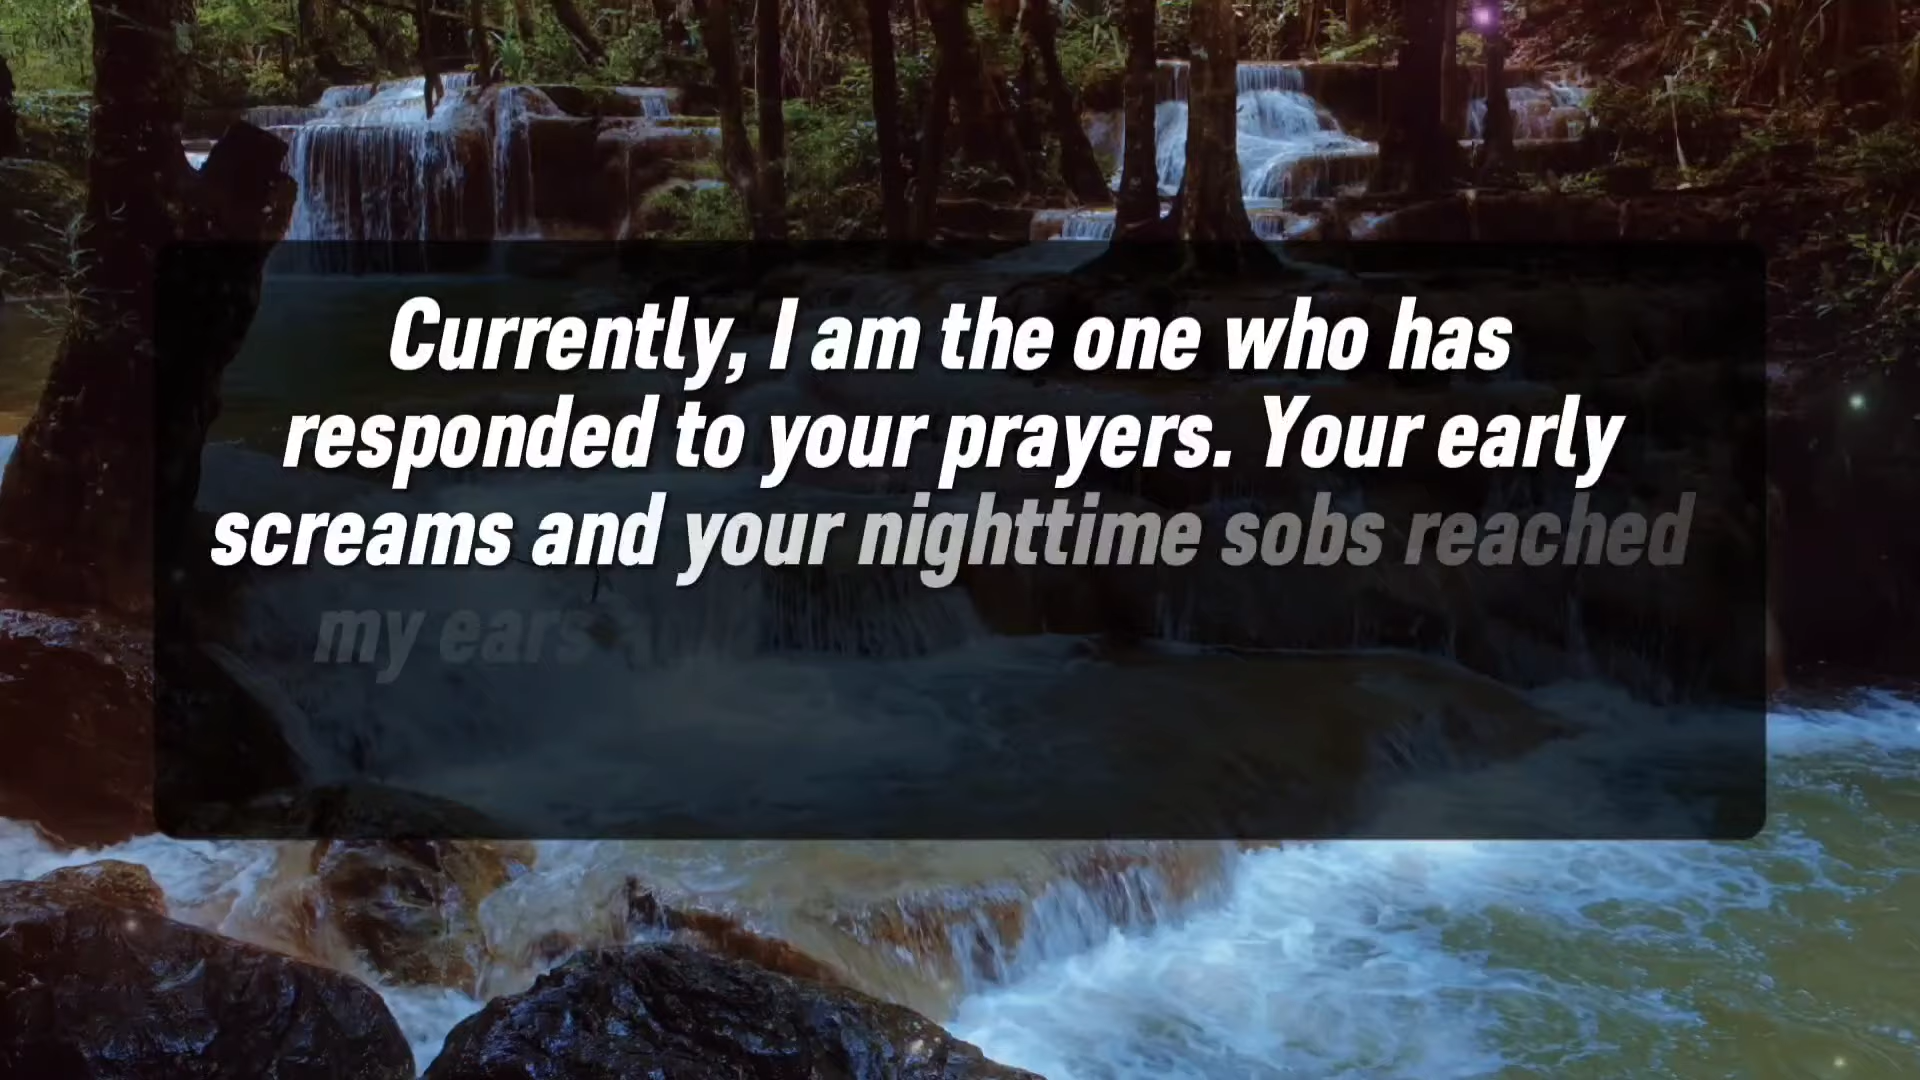 Currently, I am the one who has
responded to your prayers. Your early
screams and your nighttime sobs reached
my ears